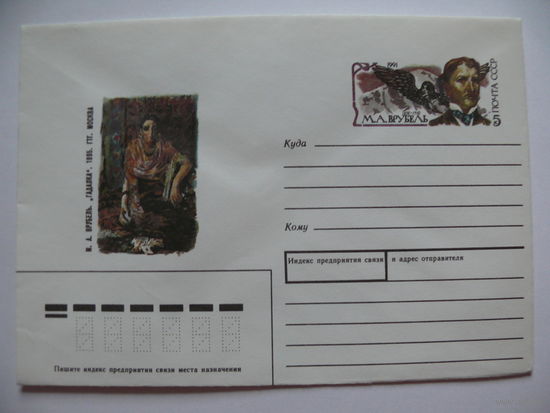 1991
ПОЧТА СССР
5
М.А. ВРУБЕЛЬ
М. А. ВРУБЕЛЬ. „ГАДАЛКА“. 1895. ГТГ. МОСКВА
Куда
Кому
Индекс предприятия связи и адрес отправителя
Пишите индекс предприятия связи места назначения